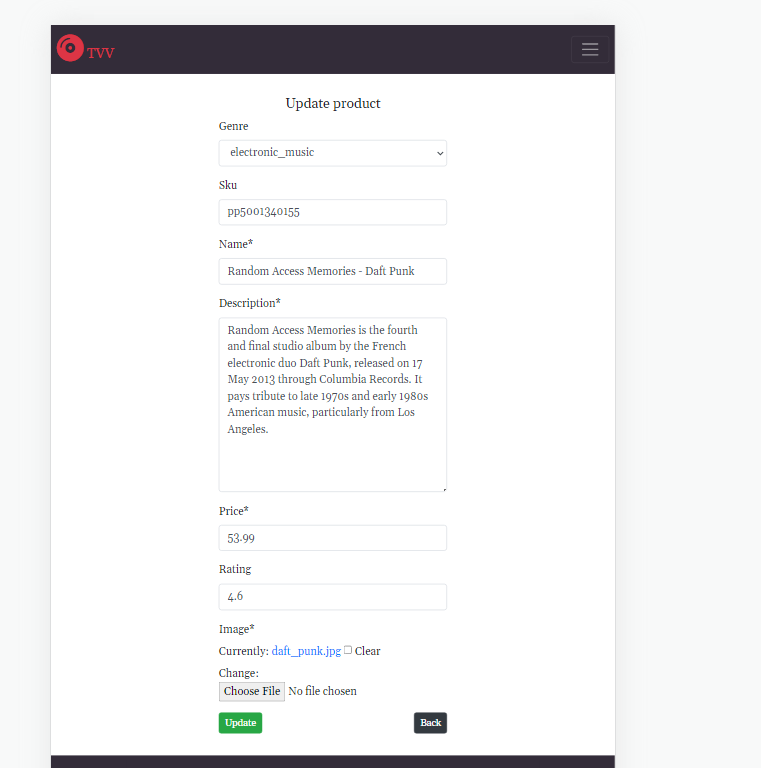 TVV
Update product
Genre
electronic_music
Sku
pp5001340155
Name*
Random Access Memories - Daft Punk
Description*
Random Access Memories is the fourth
and final studio album by the French
electronic duo Daft Punk, released on 17
May 2013 through Columbia Records. It
pays tribute to late 1970s and early 1980s
American music, particularly from Los
Angeles.
Price*
53.99
Rating
4.6
Image*
Currently: daft_punk.jpg Clear
Change:
Choose File No file chosen
Update Back